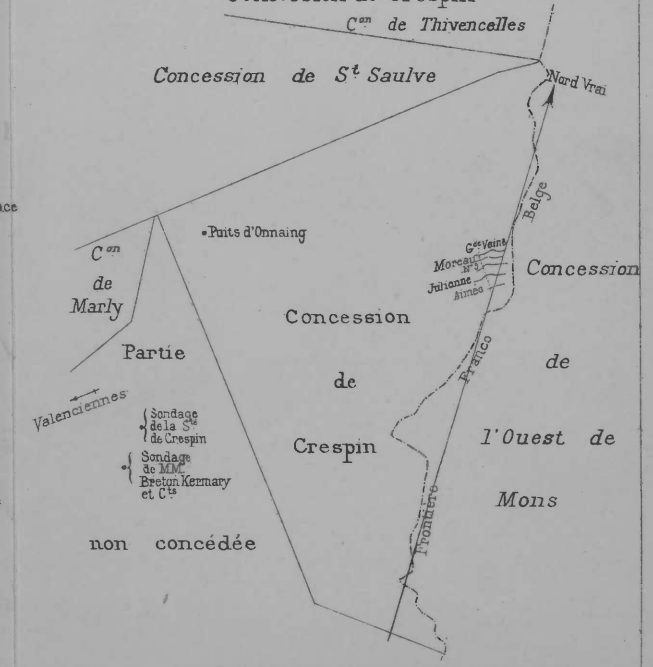 Cᵒⁿ de Thivencelles
Concession de Sᵗ Saulve
Nord Vrai
Puits d'Onnaing
Belge
Gᵈᵉ Veine
Moreau
Nº 2
Julianne
Cᵒⁿ
de
Marly
Concession
de
Crespin
Concession
de
l'Ouest de
Mons
Franco
Frontière
Partie
Valenciennes
Sondage
de la Sᵗᵉ
de Crespin
Sondage
de MM.
Breton Kermary
et Cᵗˢ
non concédée